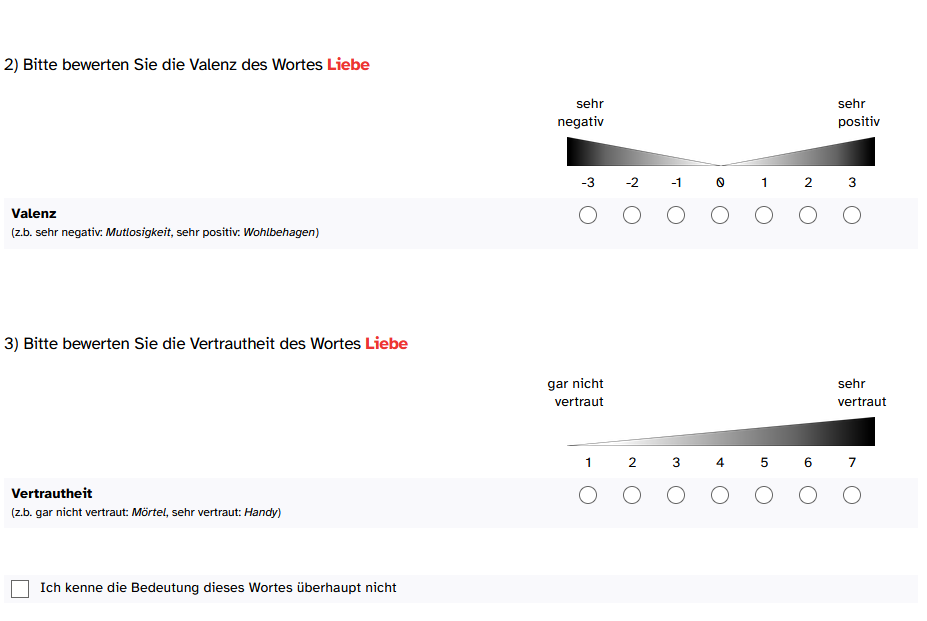 2) Bitte bewerten Sie die Valenz des Wortes Liebe
sehr negativ
sehr positiv
-3 -2 -1 0 1 2 3
Valenz
(z.b. sehr negativ: Mutlosigkeit, sehr positiv: Wohlbehagen)
3) Bitte bewerten Sie die Vertrautheit des Wortes Liebe
gar nicht vertraut
sehr vertraut
1 2 3 4 5 6 7
Vertrautheit
(z.b. gar nicht vertraut: Mörtel, sehr vertraut: Handy)
Ich kenne die Bedeutung dieses Wortes überhaupt nicht